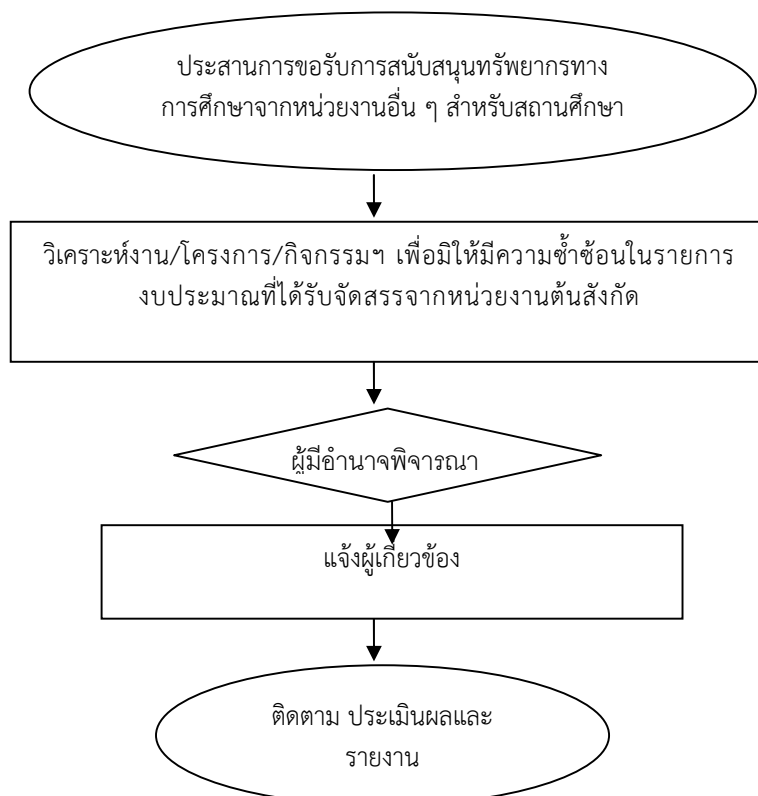 ประสานการขอรับการสนับสนุนทรัพยากรทาง
การศึกษาจากหน่วยงานอื่น ๆ สำหรับสถานศึกษา
วิเคราะห์งาน/โครงการ/กิจกรรมฯ เพื่อมิให้มีความซ้ำซ้อนในรายการ
งบประมาณที่ได้รับจัดสรรจากหน่วยงานต้นสังกัด
ผู้มีอำนาจพิจารณา
แจ้งผู้เกี่ยวข้อง
ติดตาม ประเมินผลและ
รายงาน